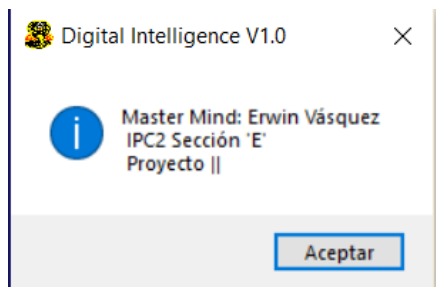 Digital Intelligence V1.0
Master Mind: Erwin Vásquez
IPC2 Sección 'E'
Proyecto ||
Aceptar